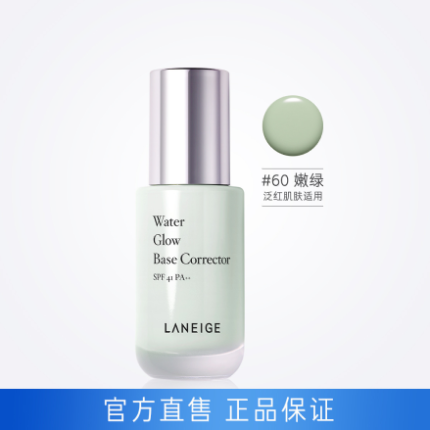 Water
Glow
Base Corrector
SPF 41 PA++
LANEIGE
#60 嫩绿
泛红肌肤适用
官方直售 正品保证